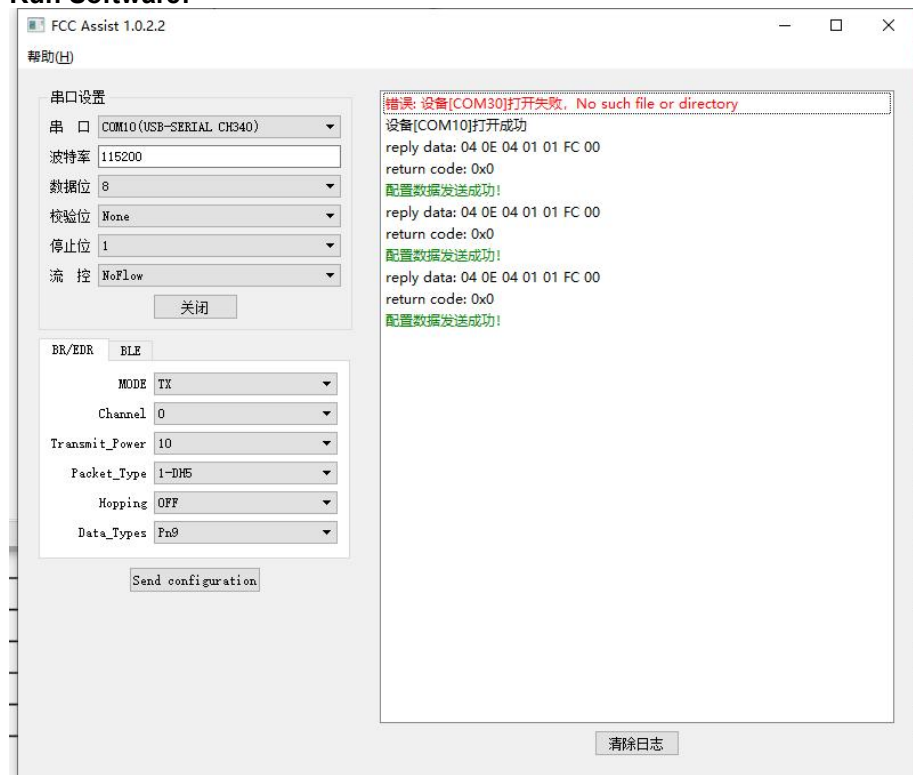 Run Software:
FCC Assist 1.0.2.2
帮助(H)
串口设置
串 口 COM10(USB-SERIAL CH340)
波特率 115200
数据位 8
校验位 None
停止位 1
流 控 NoFlow
关闭
BR/EDR BLE
MODE TX
Channel 0
Transmit_Power 10
Packet_Type 1-DH5
Hopping OFF
Data_Types Pn9
Send configuration
错误: 设备[COM30]打开失败, No such file or directory
设备[COM10]打开成功
reply data: 04 0E 04 01 01 FC 00
return code: 0x0
配置数据发送成功!
reply data: 04 0E 04 01 01 FC 00
return code: 0x0
配置数据发送成功!
reply data: 04 0E 04 01 01 FC 00
return code: 0x0
配置数据发送成功!
清除日志